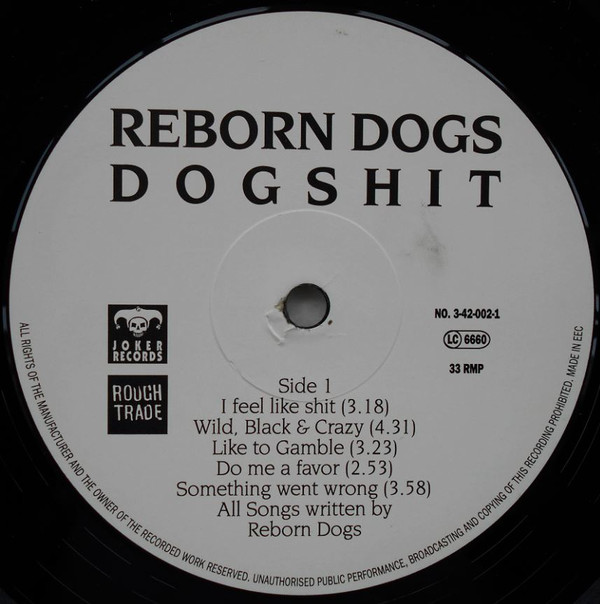 REBORN DOGS
DOGSHIT
JOKER
RECORDS
ROUGH
TRADE
NO. 3-42-002-1
LC 6660
33 RMP
Side 1
I feel like shit (3.18)
Wild, Black & Crazy (4.31)
Like to Gamble (3.23)
Do me a favor (2.53)
Something went wrong (3.58)
All Songs written by
Reborn Dogs
ALL RIGHTS OF THE MANUFACTURER AND THE OWNER OF THE RECORDED WORK RESERVED. UNAUTHORISED PUBLIC PERFORMANCE, BROADCASTING AND COPYING OF THIS RECORDING PROHIBITED. MADE IN EEC